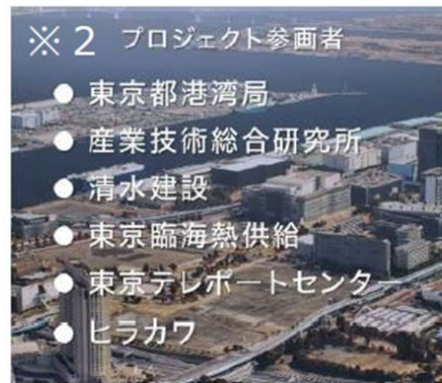 ※2 プロジェクト参画者
● 東京都港湾局
● 産業技術総合研究所
● 清水建設
● 東京臨海熱供給
● 東京テレポートセンター
● ヒラカワ